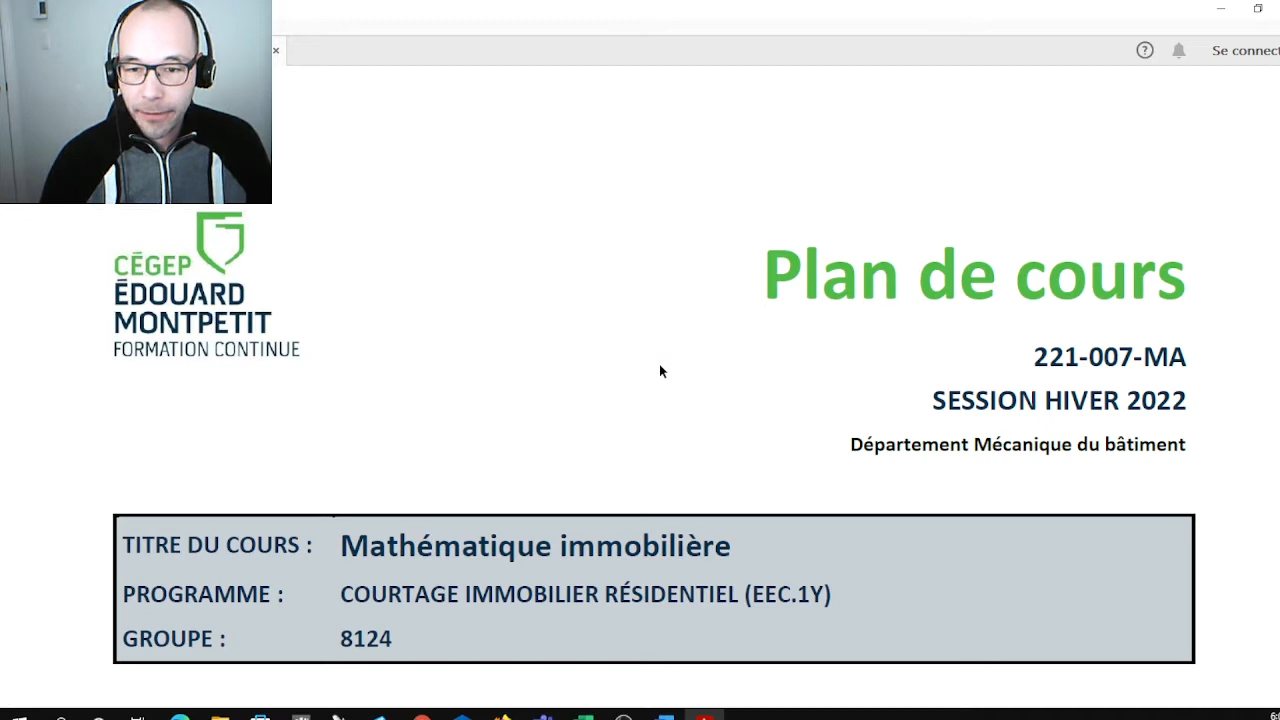 Se connect
CÉGEP
ÉDOUARD
MONTPETIT
FORMATION CONTINUE
Plan de cours
221-007-MA
SESSION HIVER 2022
Département Mécanique du bâtiment
TITRE DU COURS : Mathématique immobilière
PROGRAMME : COURTAGE IMMOBILIER RÉSIDENTIEL (EEC.1Y)
GROUPE : 8124